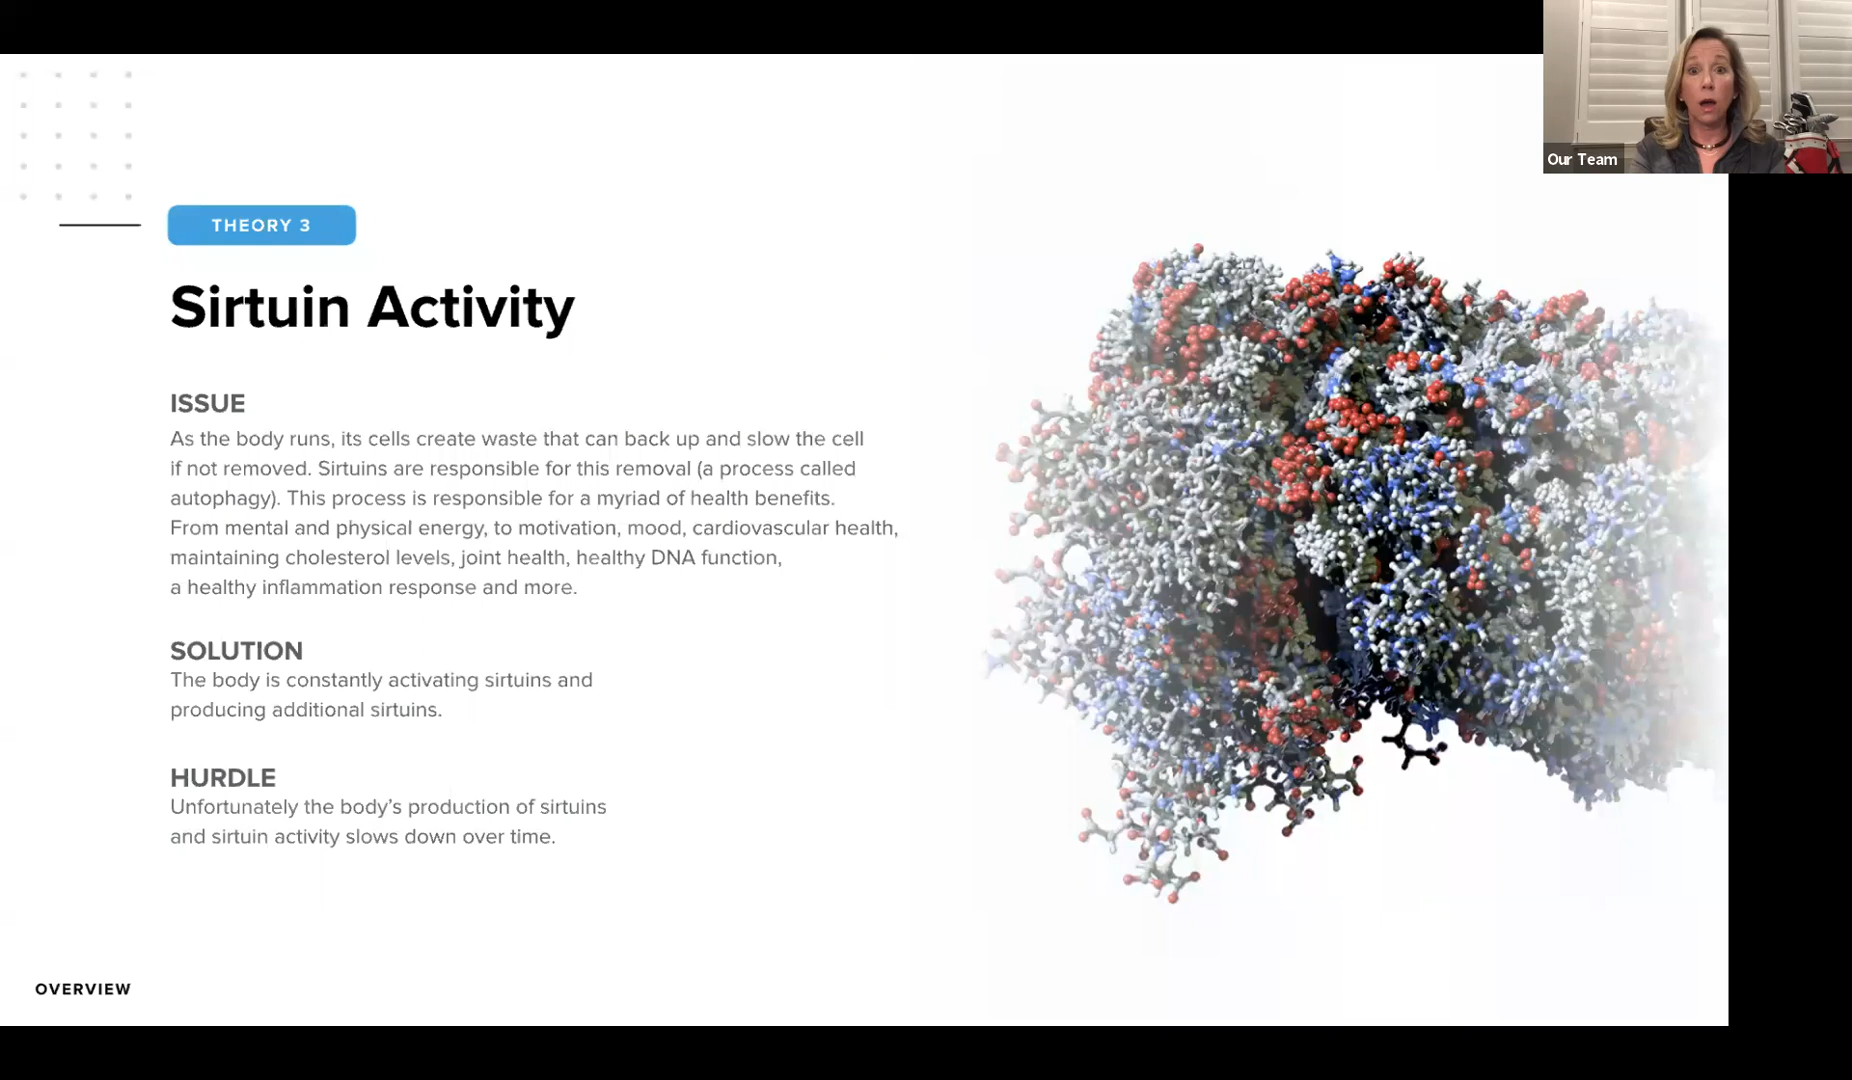 Our Team
THEORY 3
Sirtuin Activity
ISSUE
As the body runs, its cells create waste that can back up and slow the cell
if not removed. Sirtuins are responsible for this removal (a process called
autophagy). This process is responsible for a myriad of health benefits.
From mental and physical energy, to motivation, mood, cardiovascular health,
maintaining cholesterol levels, joint health, healthy DNA function,
a healthy inflammation response and more.
SOLUTION
The body is constantly activating sirtuins and
producing additional sirtuins.
HURDLE
Unfortunately the body’s production of sirtuins
and sirtuin activity slows down over time.
OVERVIEW